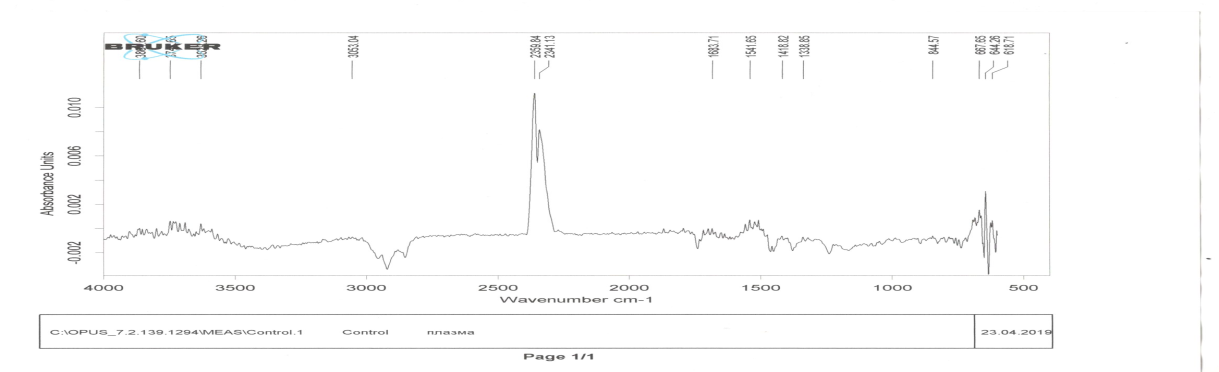 BRUKER
3053.04
2359.84
2341.13
1683.71
1541.65
1418.82
1338.85
844.57
667.65
644.26
618.71
Absorbance Units
0.010
0.006
0.002
-0.002
4000 3500 3000 2500 2000 1500 1000 500
Wavenumber cm-1
C:\OPUS_7.2.139.1294\MEAS\Control.1 Control плазма 23.04.2019
Page 1/1